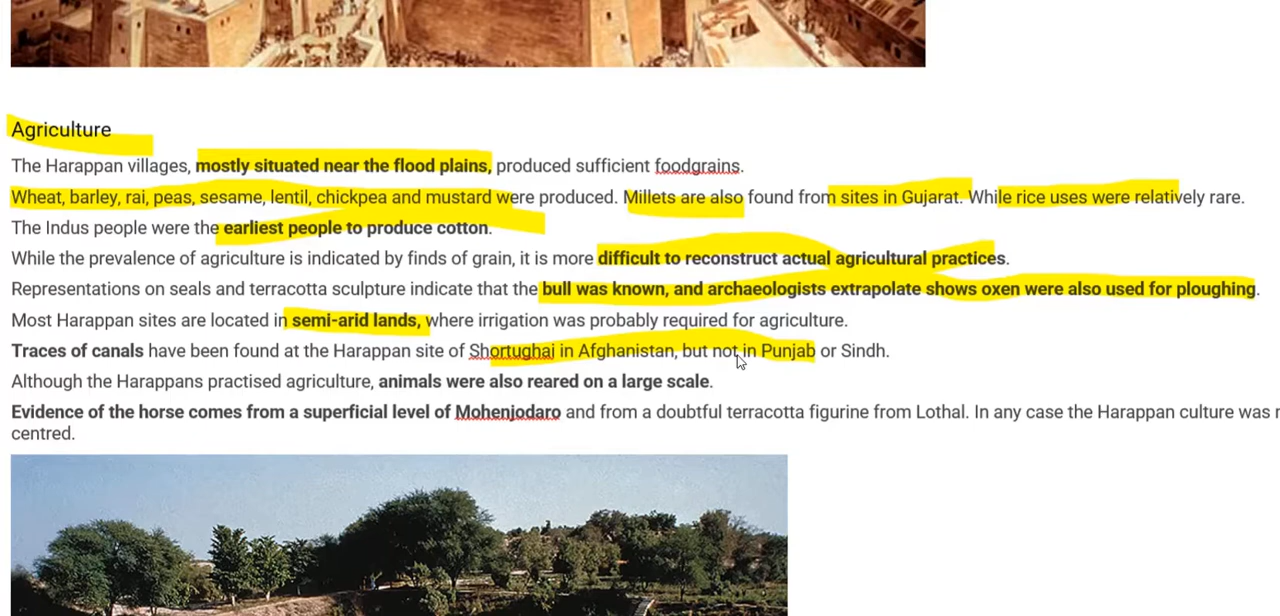 Agriculture
The Harappan villages, mostly situated near the flood plains, produced sufficient foodgrains.
Wheat, barley, rai, peas, sesame, lentil, chickpea and mustard were produced. Millets are also found from sites in Gujarat. While rice uses were relatively rare.
The Indus people were the earliest people to produce cotton.
While the prevalence of agriculture is indicated by finds of grain, it is more difficult to reconstruct actual agricultural practices.
Representations on seals and terracotta sculpture indicate that the bull was known, and archaeologists extrapolate shows oxen were also used for ploughing.
Most Harappan sites are located in semi-arid lands, where irrigation was probably required for agriculture.
Traces of canals have been found at the Harappan site of Shortughai in Afghanistan, but not in Punjab or Sindh.
Although the Harappans practised agriculture, animals were also reared on a large scale.
Evidence of the horse comes from a superficial level of Mohenjodaro and from a doubtful terracotta figurine from Lothal. In any case the Harappan culture was
centred.